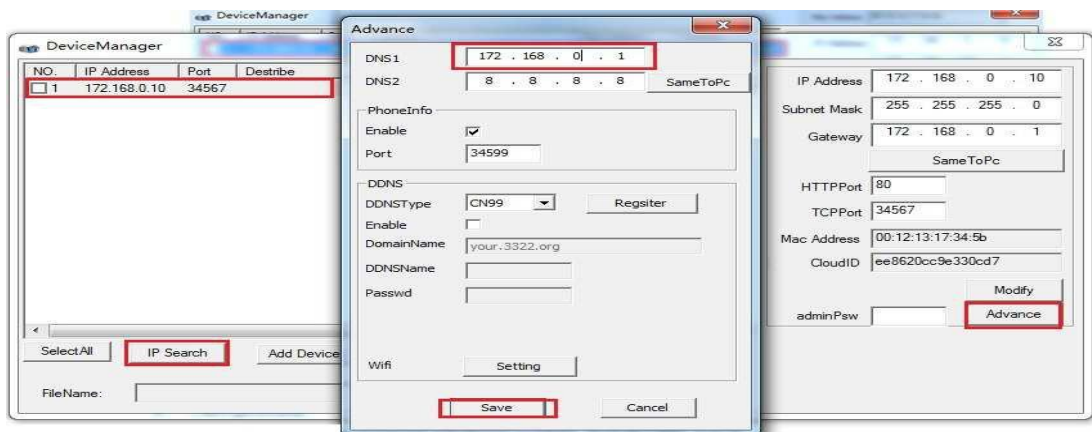 DeviceManager
DeviceManager
NO. IP Address Port Destribe
1 172.168.0.10 34567
SelectAll IP Search Add Device
FileName:
Advance
DNS1 172 . 168 . 0 . 1
DNS2 8 . 8 . 8 . 8 SameToPc
PhoneInfo
Enable
Port 34599
DDNS
DDNSType CN99 Regsiter
Enable
DomainName your.3322.org
DDNSName
Passwd
Wifi Setting
Save Cancel
IP Address 172 . 168 . 0 . 10
Subnet Mask 255 . 255 . 255 . 0
Gateway 172 . 168 . 0 . 1
SameToPc
HTTPPort 80
TCPPort 34567
Mac Address 00:12:13:17:34:5b
CloudID ee8620cc9e330cd7
Modify
adminPsw Advance